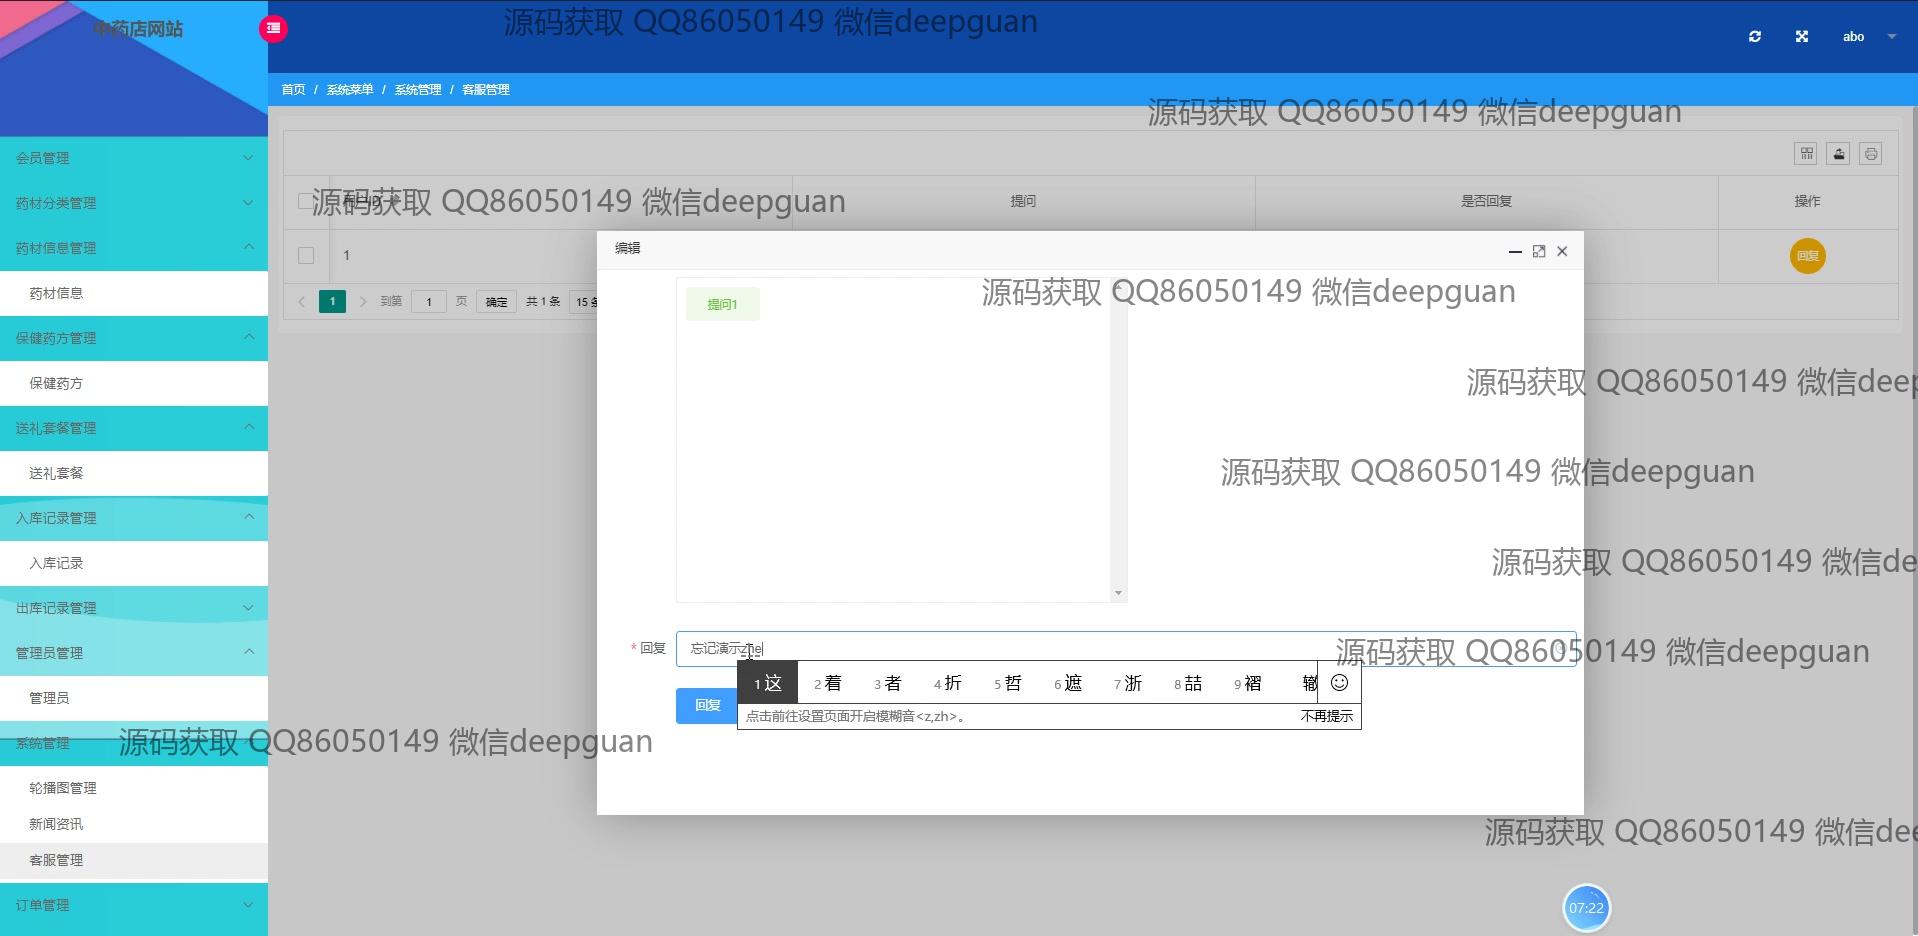 中药店网站
源码获取 QQ86050149 微信deepguan
abo
首页 / 系统菜单 / 系统管理 / 客服管理
源码获取 QQ86050149 微信deepguan
会员管理
药材分类管理
药材信息管理
药材信息
保健药方管理
保健药方
送礼套餐管理
送礼套餐
入库记录管理
入库记录
出库记录管理
管理员管理
管理员
系统管理
轮播图管理
新闻资讯
客服管理
订单管理
源码获取 QQ86050149 微信deepguan
用户ID
提问
是否回复
操作
1
回复
1 到第 1 页 确定 共 1 条 15 条
编辑
提问1
源码获取 QQ86050149 微信deepguan
源码获取 QQ86050149 微信deep
源码获取 QQ86050149 微信deepguan
源码获取 QQ86050149 微信de
* 回复 忘记演示zhe
源码获取 QQ86050149 微信deepguan
1 这 2 着 3 者 4 折 5 哲 6 遮 7 浙 8 喆 9 褶 辙
回复
点击前往设置页面开启模糊音<z,zh>。 不再提示
源码获取 QQ86050149 微信deepguan
源码获取 QQ86050149 微信dee
07:22